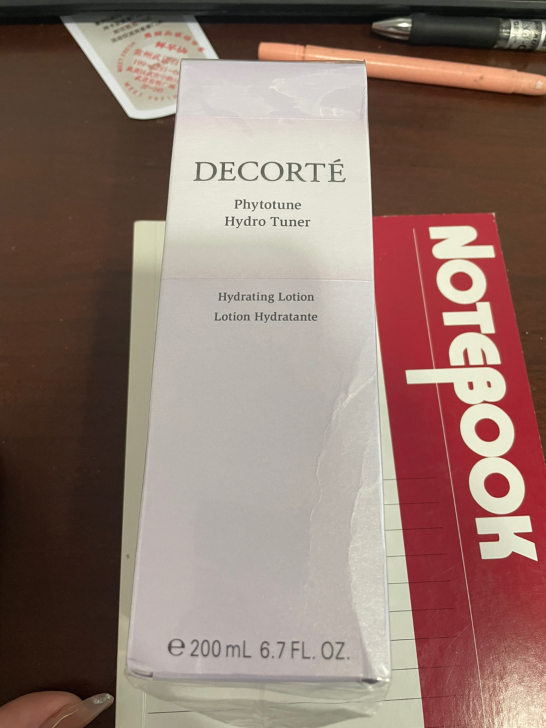 DECORTÉ
Phytotune
Hydro Tuner
Hydrating Lotion
Lotion Hydratante
e 200 mL 6.7 FL. OZ.
NOTEBOOK